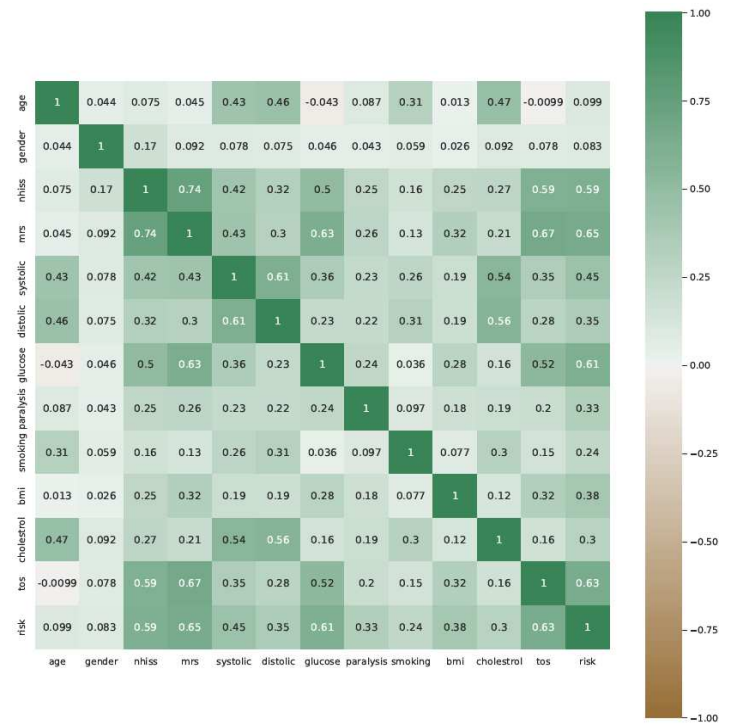 1.00
age 1 0.044 0.075 0.045 0.43 0.46 -0.043 0.087 0.31 0.013 0.47 -0.0099 0.099
0.75
gender 0.044 1 0.17 0.092 0.078 0.075 0.046 0.043 0.059 0.026 0.092 0.078 0.083
nhiss 0.075 0.17 1 0.74 0.42 0.32 0.5 0.25 0.16 0.25 0.27 0.59 0.59
0.50
mrs 0.045 0.092 0.74 1 0.43 0.3 0.63 0.26 0.13 0.32 0.21 0.67 0.65
systolic 0.43 0.078 0.42 0.43 1 0.61 0.36 0.23 0.26 0.19 0.54 0.35 0.45
0.25
distolic 0.46 0.075 0.32 0.3 0.61 1 0.23 0.22 0.31 0.19 0.56 0.28 0.35
glucose -0.043 0.046 0.5 0.63 0.36 0.23 1 0.24 0.036 0.28 0.16 0.52 0.61
0.00
paralysis 0.087 0.043 0.25 0.26 0.23 0.22 0.24 1 0.097 0.18 0.19 0.2 0.33
smoking 0.31 0.059 0.16 0.13 0.26 0.31 0.036 0.097 1 0.077 0.3 0.15 0.24
−0.25
bmi 0.013 0.026 0.25 0.32 0.19 0.19 0.28 0.18 0.077 1 0.12 0.32 0.38
cholestrol 0.47 0.092 0.27 0.21 0.54 0.56 0.16 0.19 0.3 0.12 1 0.16 0.3
−0.50
tos -0.0099 0.078 0.59 0.67 0.35 0.28 0.52 0.2 0.15 0.32 0.16 1 0.63
risk 0.099 0.083 0.59 0.65 0.45 0.35 0.61 0.33 0.24 0.38 0.3 0.63 1
−0.75
age gender nhiss mrs systolic distolic glucose paralysis smoking bmi cholestrol tos risk
−1.00